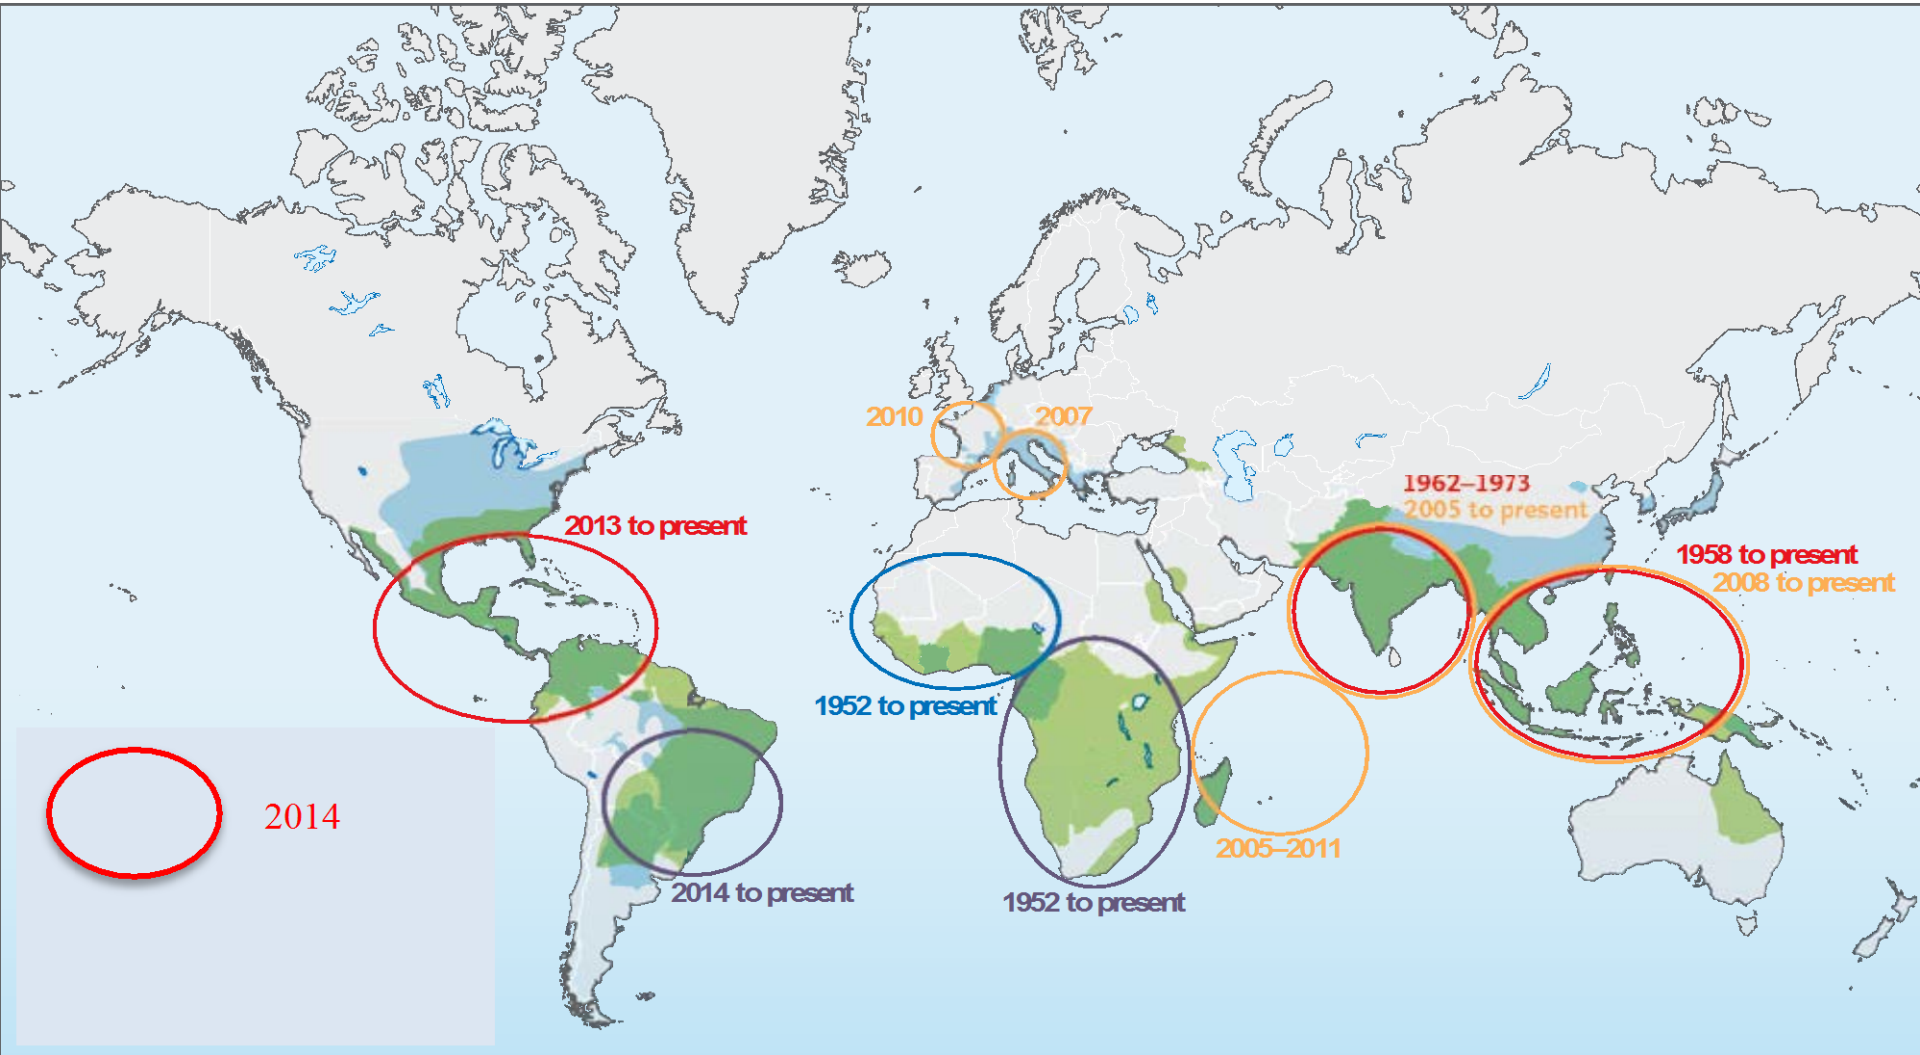 2010
2007
1962–1973
2005 to present
2013 to present
1958 to present
2008 to present
1952 to present
2014
2005–2011
2014 to present
1952 to present